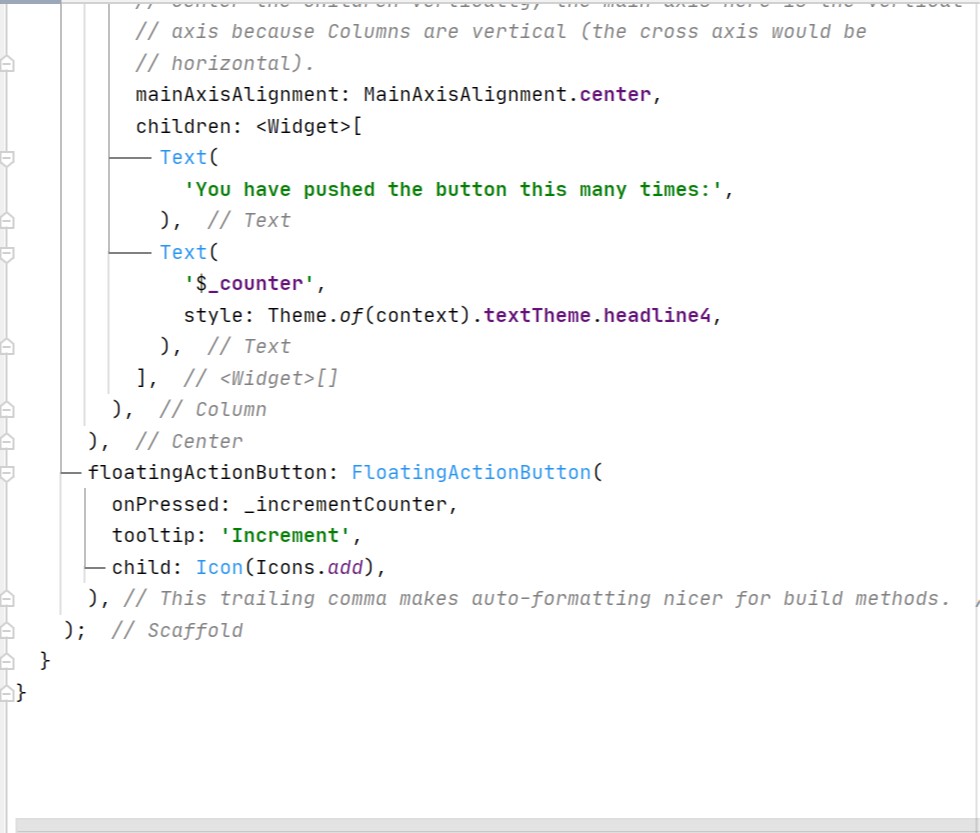 // Center the children vertically; the main axis here is the vertical
// axis because Columns are vertical (the cross axis would be
// horizontal).
mainAxisAlignment: MainAxisAlignment.center,
children: <Widget>[
Text(
'You have pushed the button this many times:',
),  // Text
Text(
'$_counter',
style: Theme.of(context).textTheme.headline4,
),  // Text
],  // <Widget>[]
),  // Column
),  // Center
floatingActionButton: FloatingActionButton(
onPressed: _incrementCounter,
tooltip: 'Increment',
child: Icon(Icons.add),
), // This trailing comma makes auto-formatting nicer for build methods.
);  // Scaffold
}
}